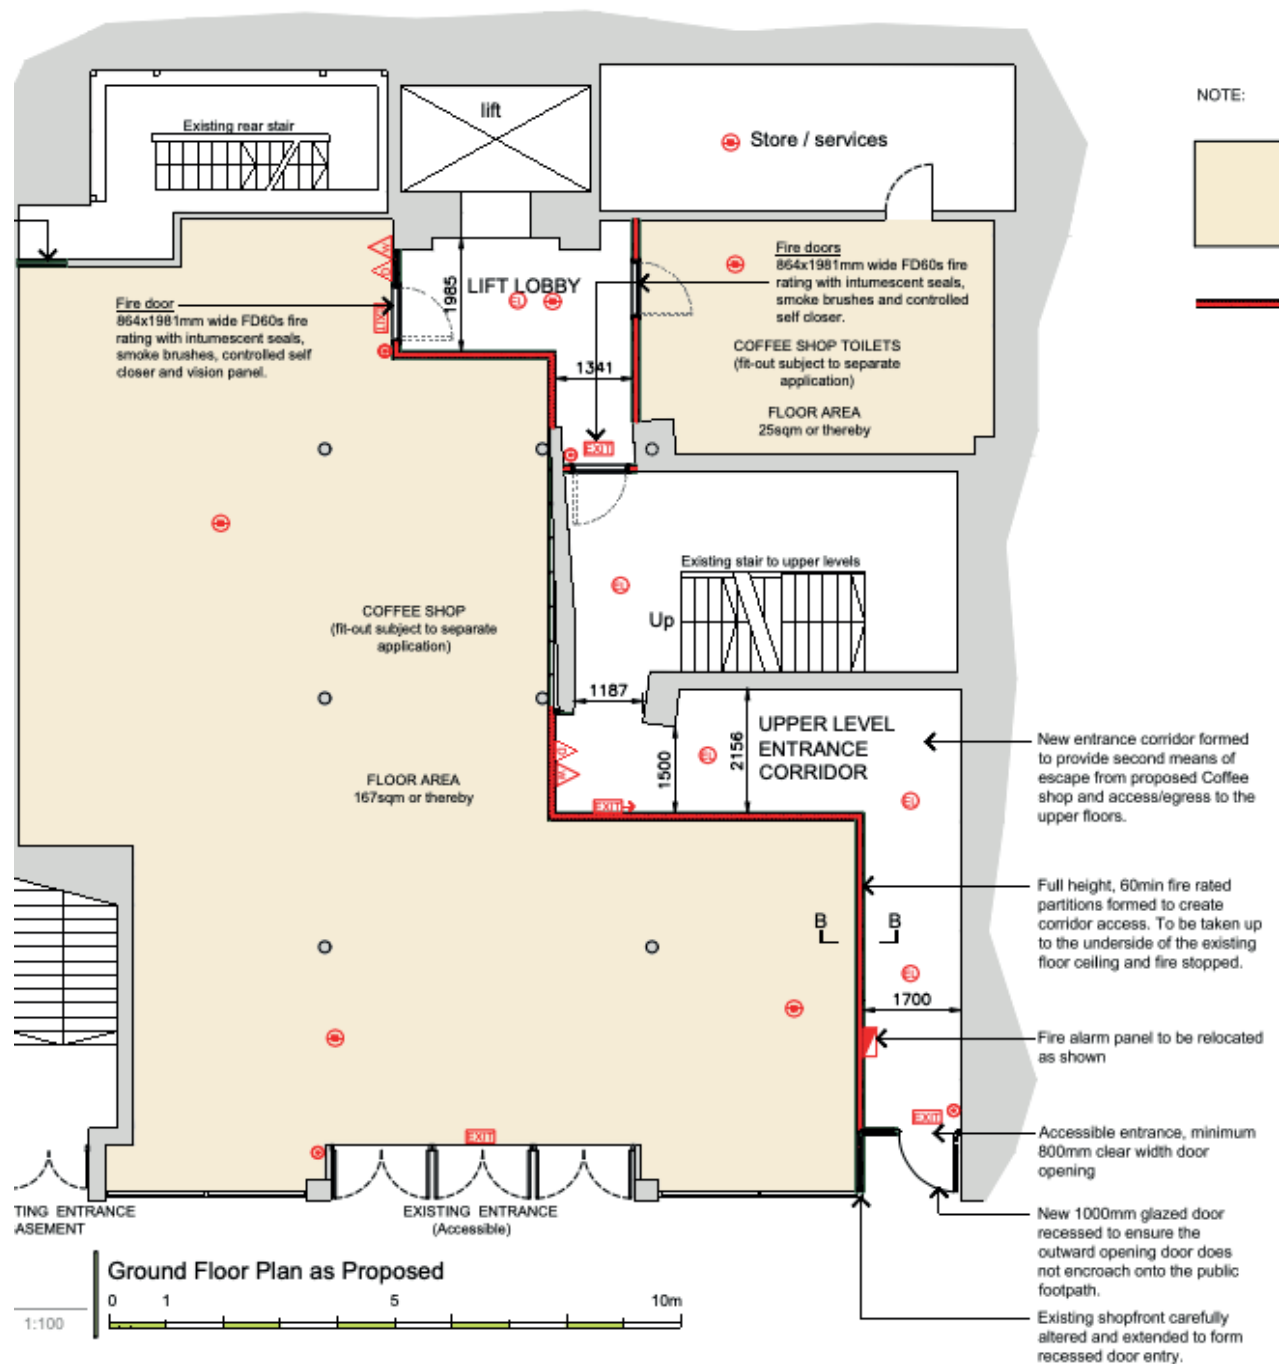 NOTE:
lift
Existing rear stair
Store / services
Fire doors
864x1981mm wide FD60s fire
rating with intumescent seals,
smoke brushes and controlled
self closer.
LIFT LOBBY
1985
EL
EXIT
Fire door
864x1981mm wide FD60s fire
rating with intumescent seals,
smoke brushes, controlled self
closer and vision panel.
COFFEE SHOP TOILETS
(fit-out subject to separate
application)
1341
FLOOR AREA
25sqm or thereby
EXIT
Existing stair to upper levels
EL
Up
COFFEE SHOP
(fit-out subject to separate
application)
1187
UPPER LEVEL
ENTRANCE
CORRIDOR
2156
1500
EL
New entrance corridor formed
to provide second means of
escape from proposed Coffee
shop and access/egress to the
upper floors.
FLOOR AREA
167sqm or thereby
EXIT
EL
Full height, 60min fire rated
partitions formed to create
corridor access. To be taken up
to the underside of the existing
floor ceiling and fire stopped.
B B
EL
1700
Fire alarm panel to be relocated
as shown
EXIT
EXIT
Accessible entrance, minimum
800mm clear width door
opening
TING ENTRANCE
ASEMENT
EXISTING ENTRANCE
(Accessible)
New 1000mm glazed door
recessed to ensure the
outward opening door does
not encroach onto the public
footpath.
Ground Floor Plan as Proposed
0 1 5 10m
1:100
Existing shopfront carefully
altered and extended to form
recessed door entry.